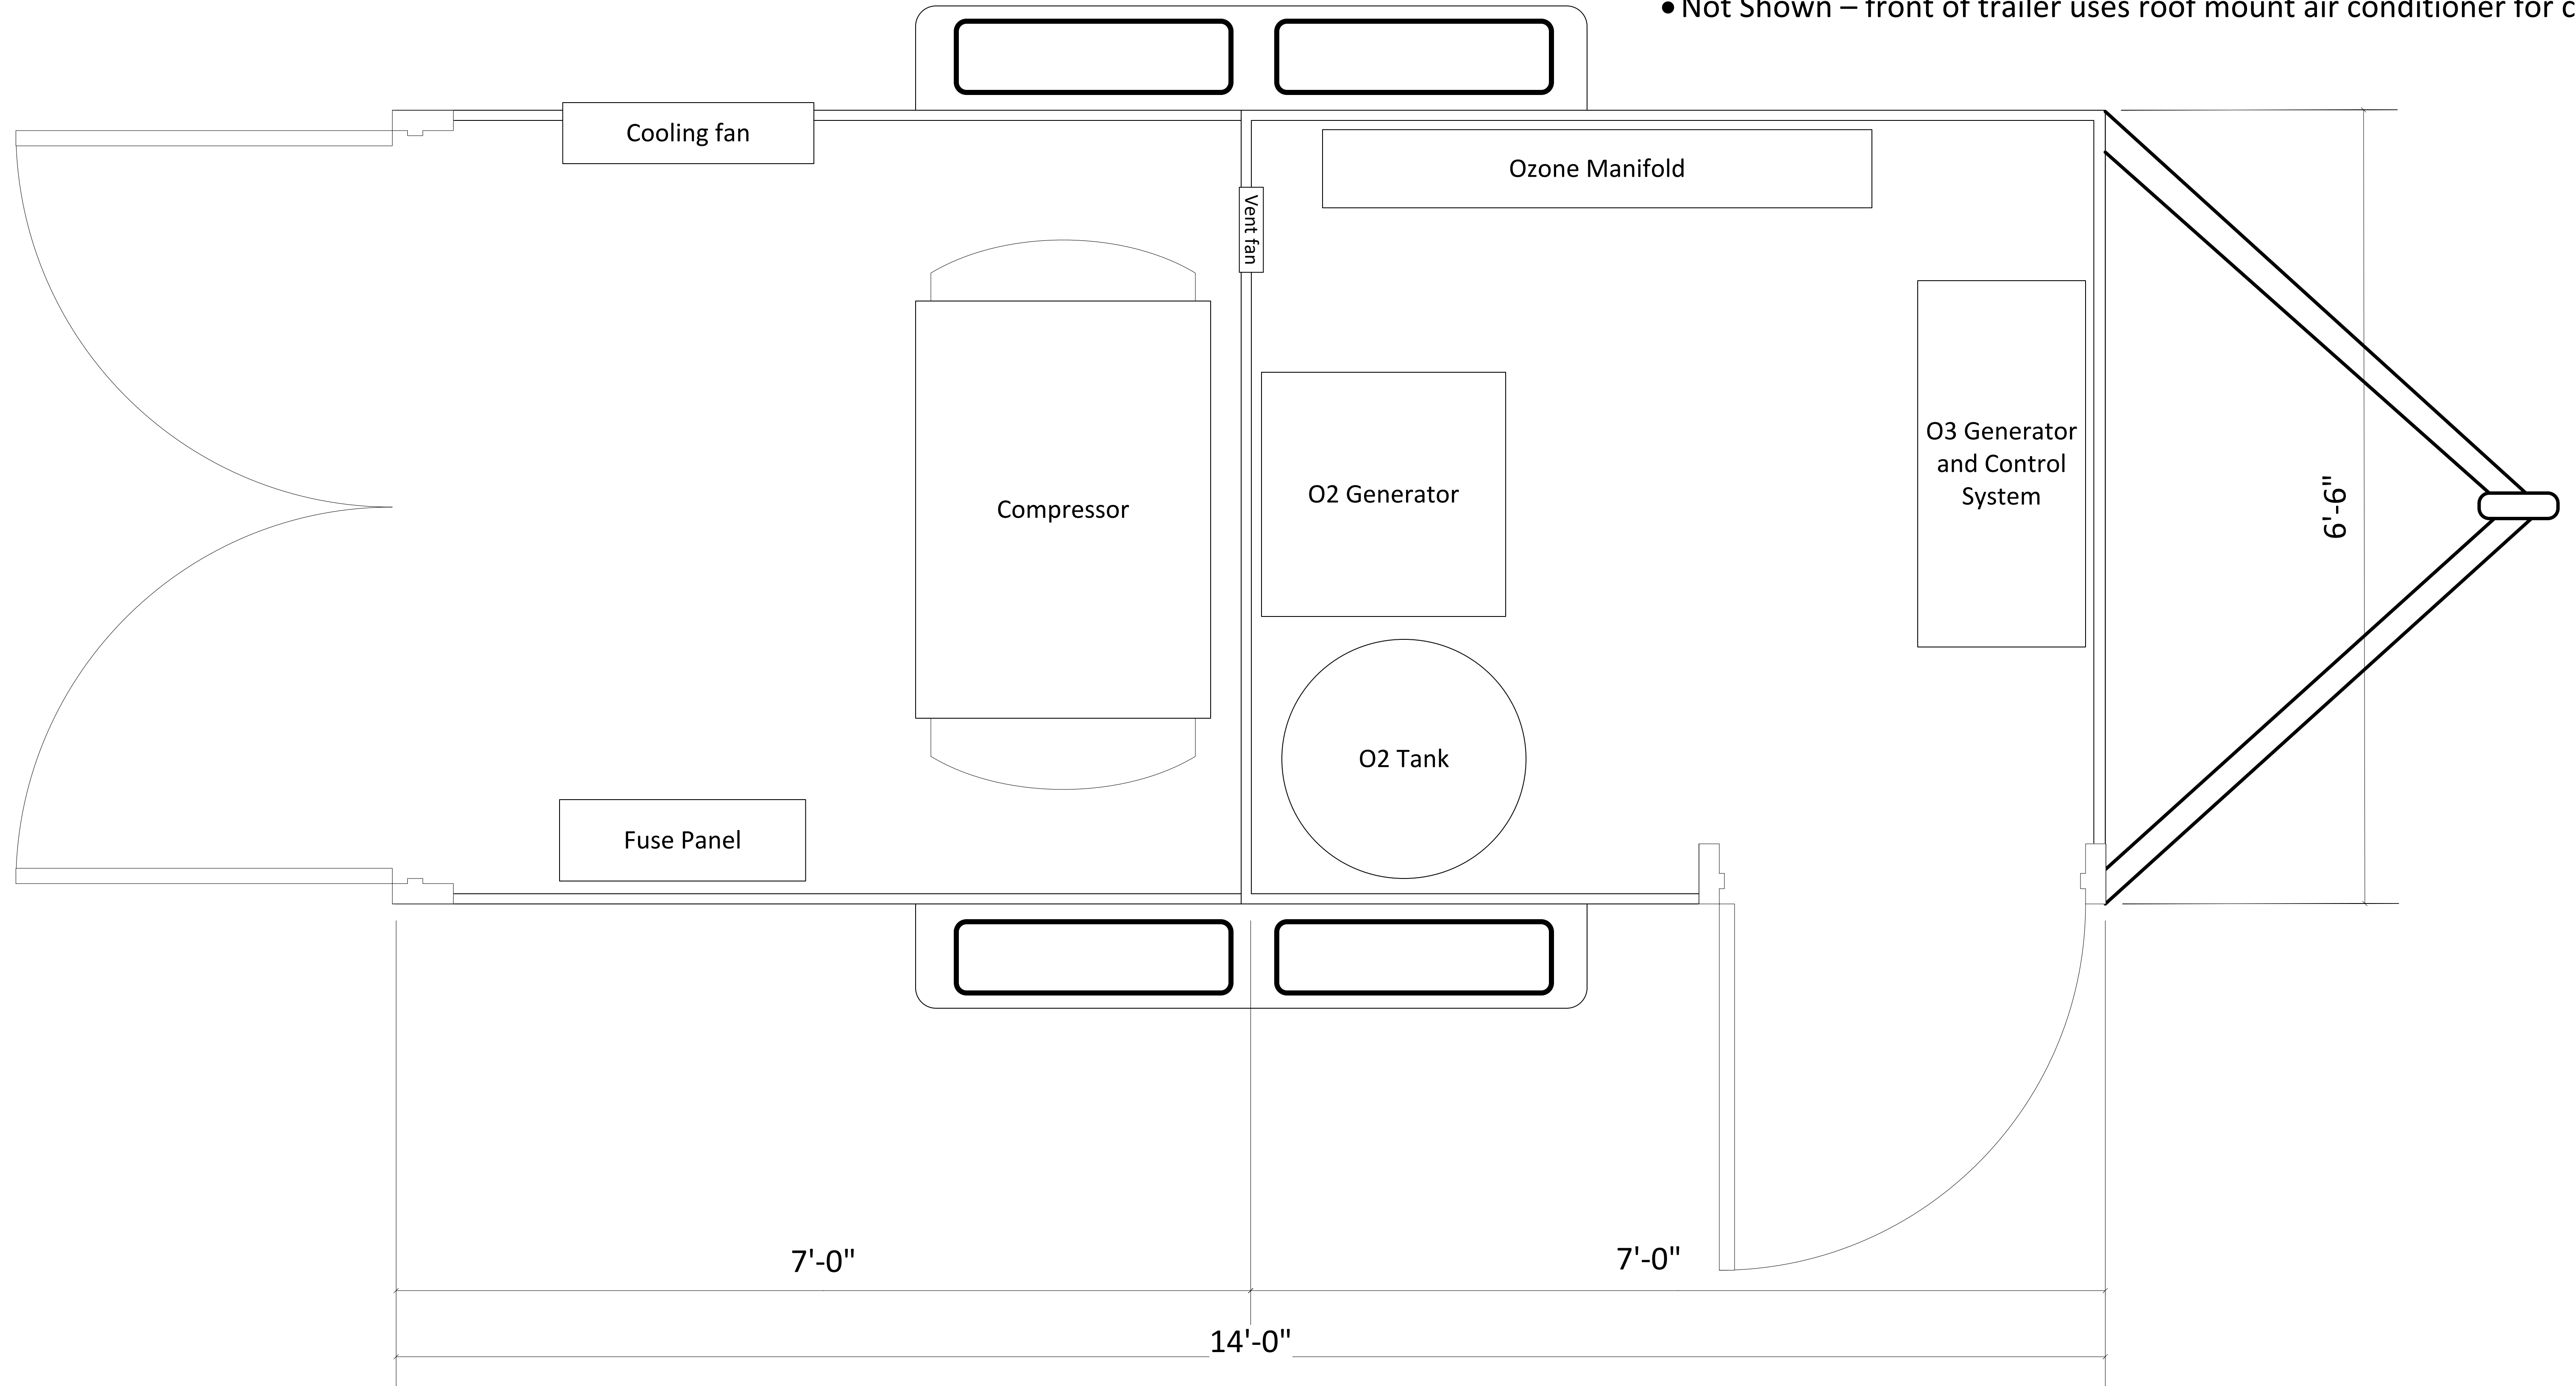 • Not Shown – front of trailer uses roof mount air conditioner for c
Cooling fan
Ozone Manifold
Vent fan
O3 Generator
and Control
System
O2 Generator
Compressor
6'-6"
O2 Tank
Fuse Panel
7'-0"
7'-0"
14'-0"